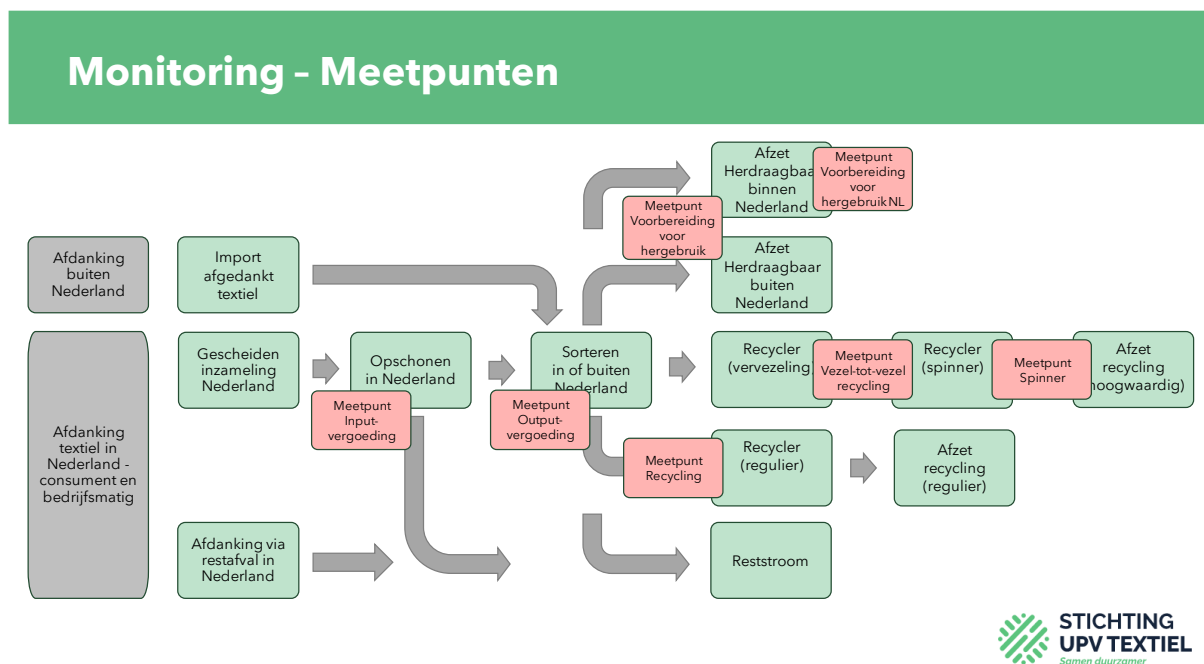 Monitoring – Meetpunten
Afzet
Herdraagbaar
binnen
Nederland
Meetpunt
Voorbereiding
voor
hergebruik NL
Meetpunt
Voorbereiding
voor
hergebruik
Afdanking
buiten
Nederland
Import
afgedankt
textiel
Afzet
Herdraagbaar
buiten
Nederland
Gescheiden
inzameling
Nederland
Opschonen
in Nederland
Sorteren
in of buiten
Nederland
Recycler
(vervezeling)
Meetpunt
Vezel-tot-vezel
recycling
Recycler
(spinner)
Meetpunt
Spinner
Afzet
recycling
(hoogwaardig)
Meetpunt
Input-
vergoeding
Meetpunt
Output-
vergoeding
Afdanking
textiel in
Nederland -
consument en
bedrijfsmatig
Meetpunt
Recycling
Recycler
(regulier)
Afzet
recycling
(regulier)
Afdanking via
restafval in
Nederland
Reststroom
STICHTING
UPV TEXTIEL
Samen duurzamer